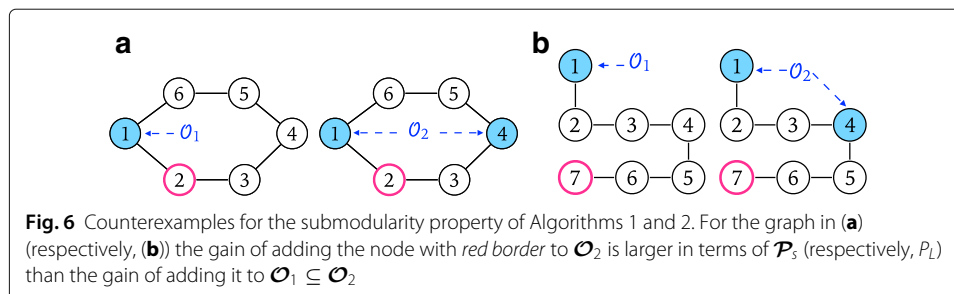 a
b
6 5
1 O₁ 4
2 3
6 5
1 O₂ 4
2 3
1 O₁
2 3 4
7 6 5
1 O₂
2 3 4
7 6 5
Fig. 6 Counterexamples for the submodularity property of Algorithms 1 and 2. For the graph in (a)
(respectively, (b)) the gain of adding the node with red border to O₂ is larger in terms of Pₛ (respectively, P_L)
than the gain of adding it to O₁ ⊆ O₂